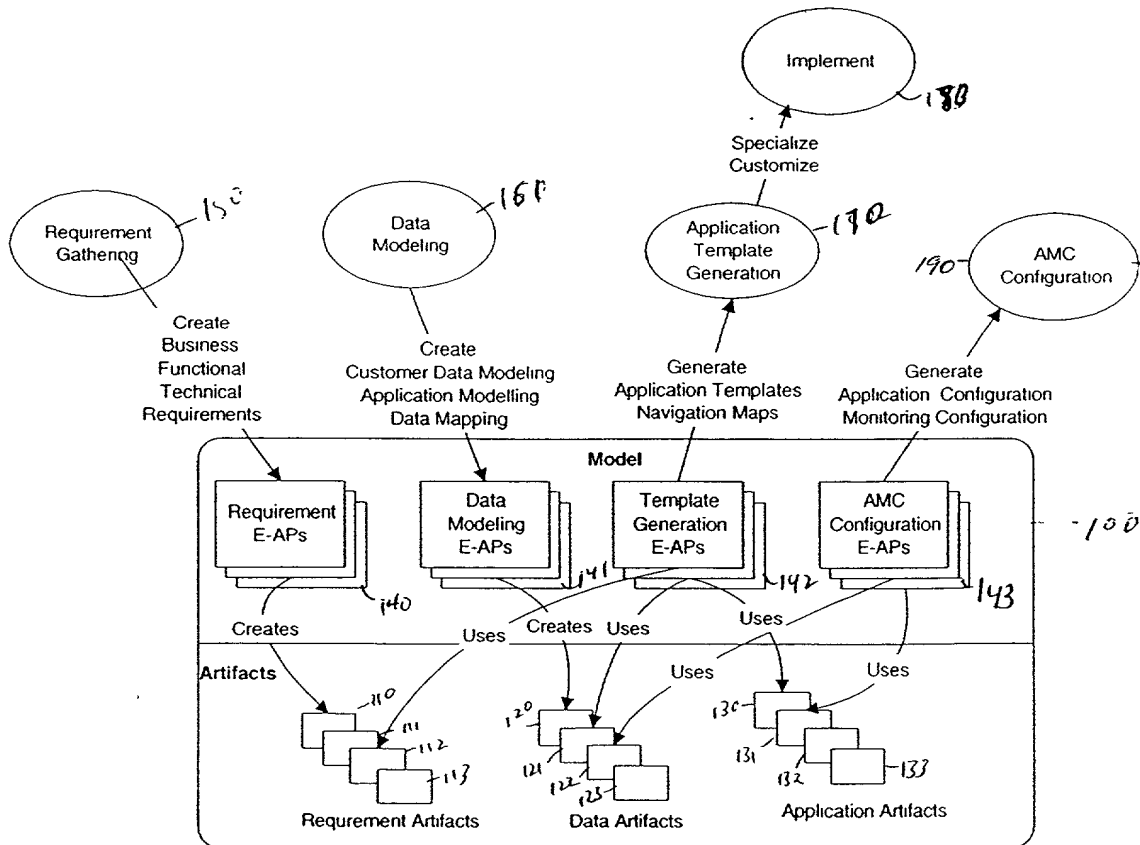 Implement
180
Specialize
Customize
Requirement
Gathering
150
Data
Modeling
160
Application
Template
Generation
170
190
AMC
Configuration
Create
Business
Functional
Technical
Requirements
Create
Customer Data Modeling
Application Modelling
Data Mapping
Generate
Application Templates
Navigation Maps
Generate
Application Configuration
Monitoring Configuration
Model
Requirement
E-APs
Data
Modeling
E-APs
Template
Generation
E-APs
AMC
Configuration
E-APs
100
140
141
142
143
Creates
Uses
Creates
Uses
Uses
Uses
Uses
Artifacts
110
111
112
113
120
121
122
123
130
131
132
133
Requrement Artifacts
Data Artifacts
Application Artifacts